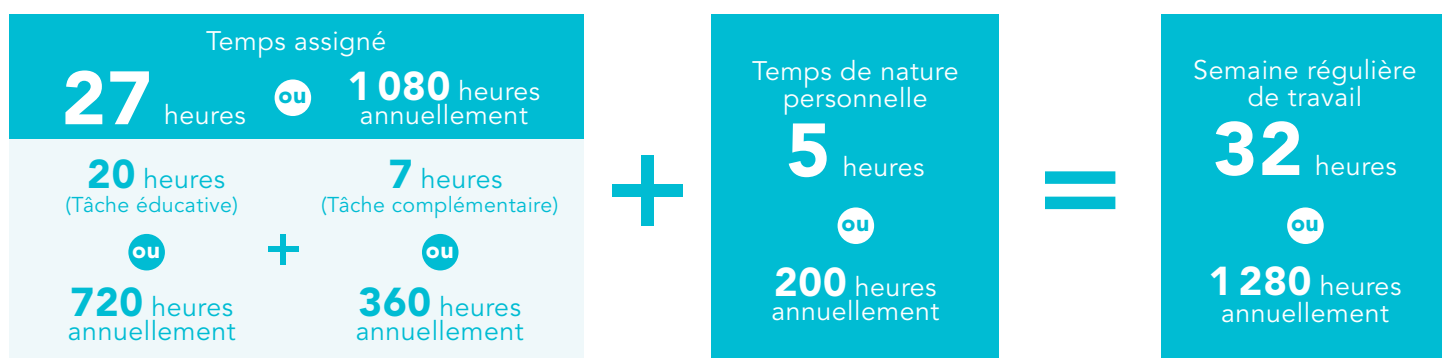 Temps assigné
27 heures ou 1 080 heures annuellement
20 heures
(Tâche éducative)
ou
720 heures
annuellement
+
7 heures
(Tâche complémentaire)
ou
360 heures
annuellement
+
Temps de nature
personnelle
5 heures
ou
200 heures
annuellement
=
Semaine régulière
de travail
32 heures
ou
1 280 heures
annuellement